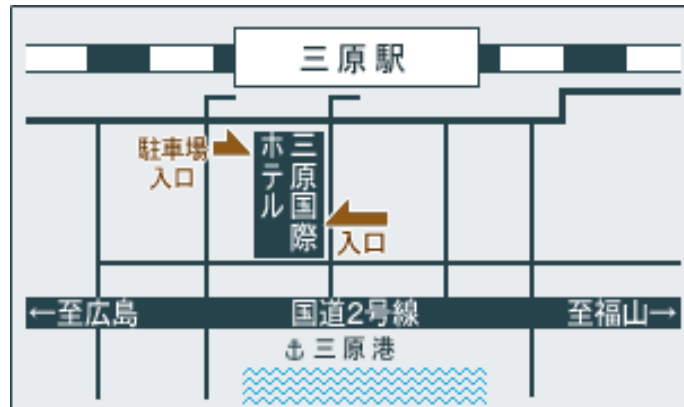 三原駅
駐車場
入口
三原国際
ホテル
入口
←至広島
国道2号線
至福山→
三原港